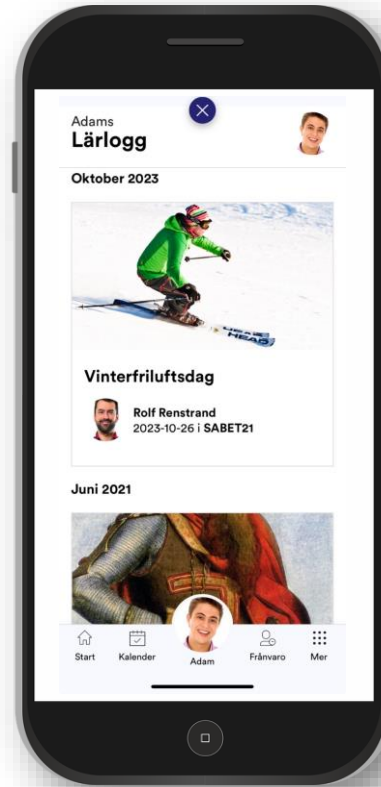 Adams
Lärlogg
Oktober 2023
HEAD
HEAD
Vinterfriluftsdag
Rolf Renstrand
2023-10-26 i SABET21
Juni 2021
Start
Kalender
Adam
Frånvaro
Mer